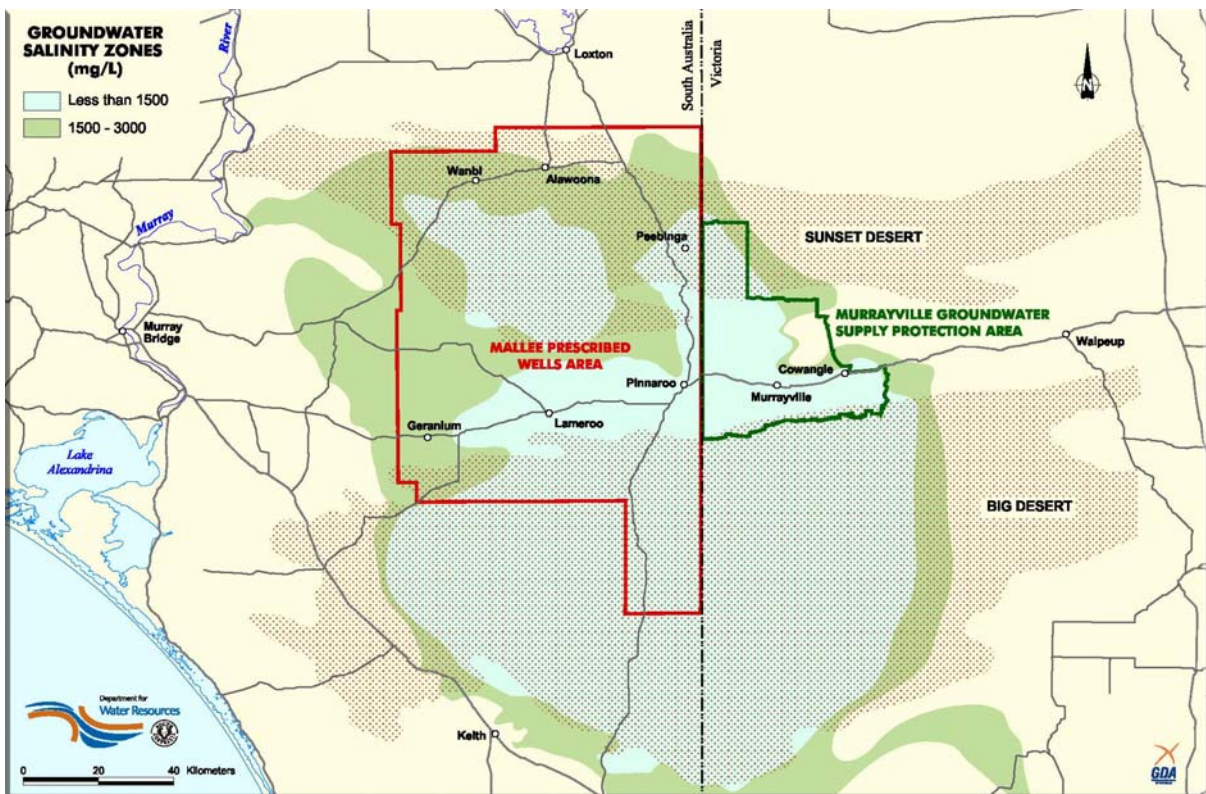 GROUNDWATER
SALINITY ZONES
(mg/L)
Less than 1500
1500 - 3000
River
Murray
Loxton
South Australia
Victoria
N
Wanbi
Alawoona
Peebinga
SUNSET DESERT
Murray
Bridge
MALLEE PRESCRIBED
WELLS AREA
MURRAYVILLE GROUNDWATER
SUPPLY PROTECTION AREA
Walpeup
Cowangie
Pinnaroo
Murrayville
Geranium
Lameroo
Lake
Alexandrina
BIG DESERT
Department for
Water Resources
Keith
0 20 40 Kilometers
GDA